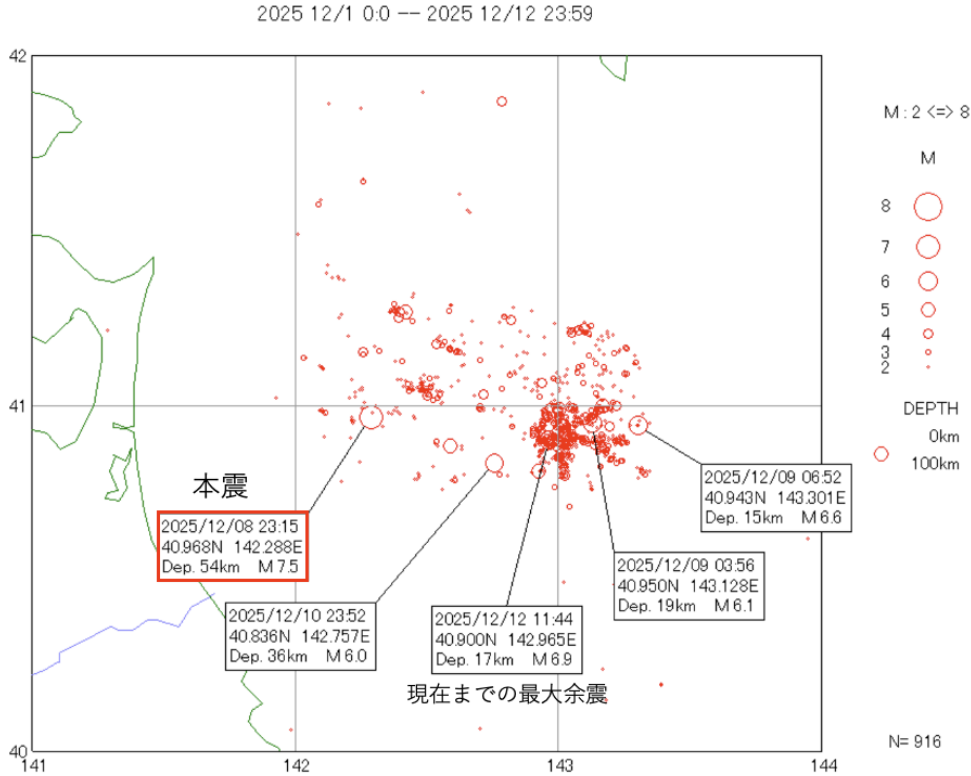 2025 12/1 0:0 -- 2025 12/12 23:59
42
41
40
141
142
143
144
M : 2 <=> 8
M
8
7
6
5
4
3
2
DEPTH
0km
100km
N= 916
本震
2025/12/08 23:15
40.968N 142.288E
Dep. 54km M 7.5
2025/12/10 23:52
40.836N 142.757E
Dep. 36km M 6.0
2025/12/12 11:44
40.900N 142.965E
Dep. 17km M 6.9
現在までの最大余震
2025/12/09 03:56
40.950N 143.128E
Dep. 19km M 6.1
2025/12/09 06:52
40.943N 143.301E
Dep. 15km M 6.6